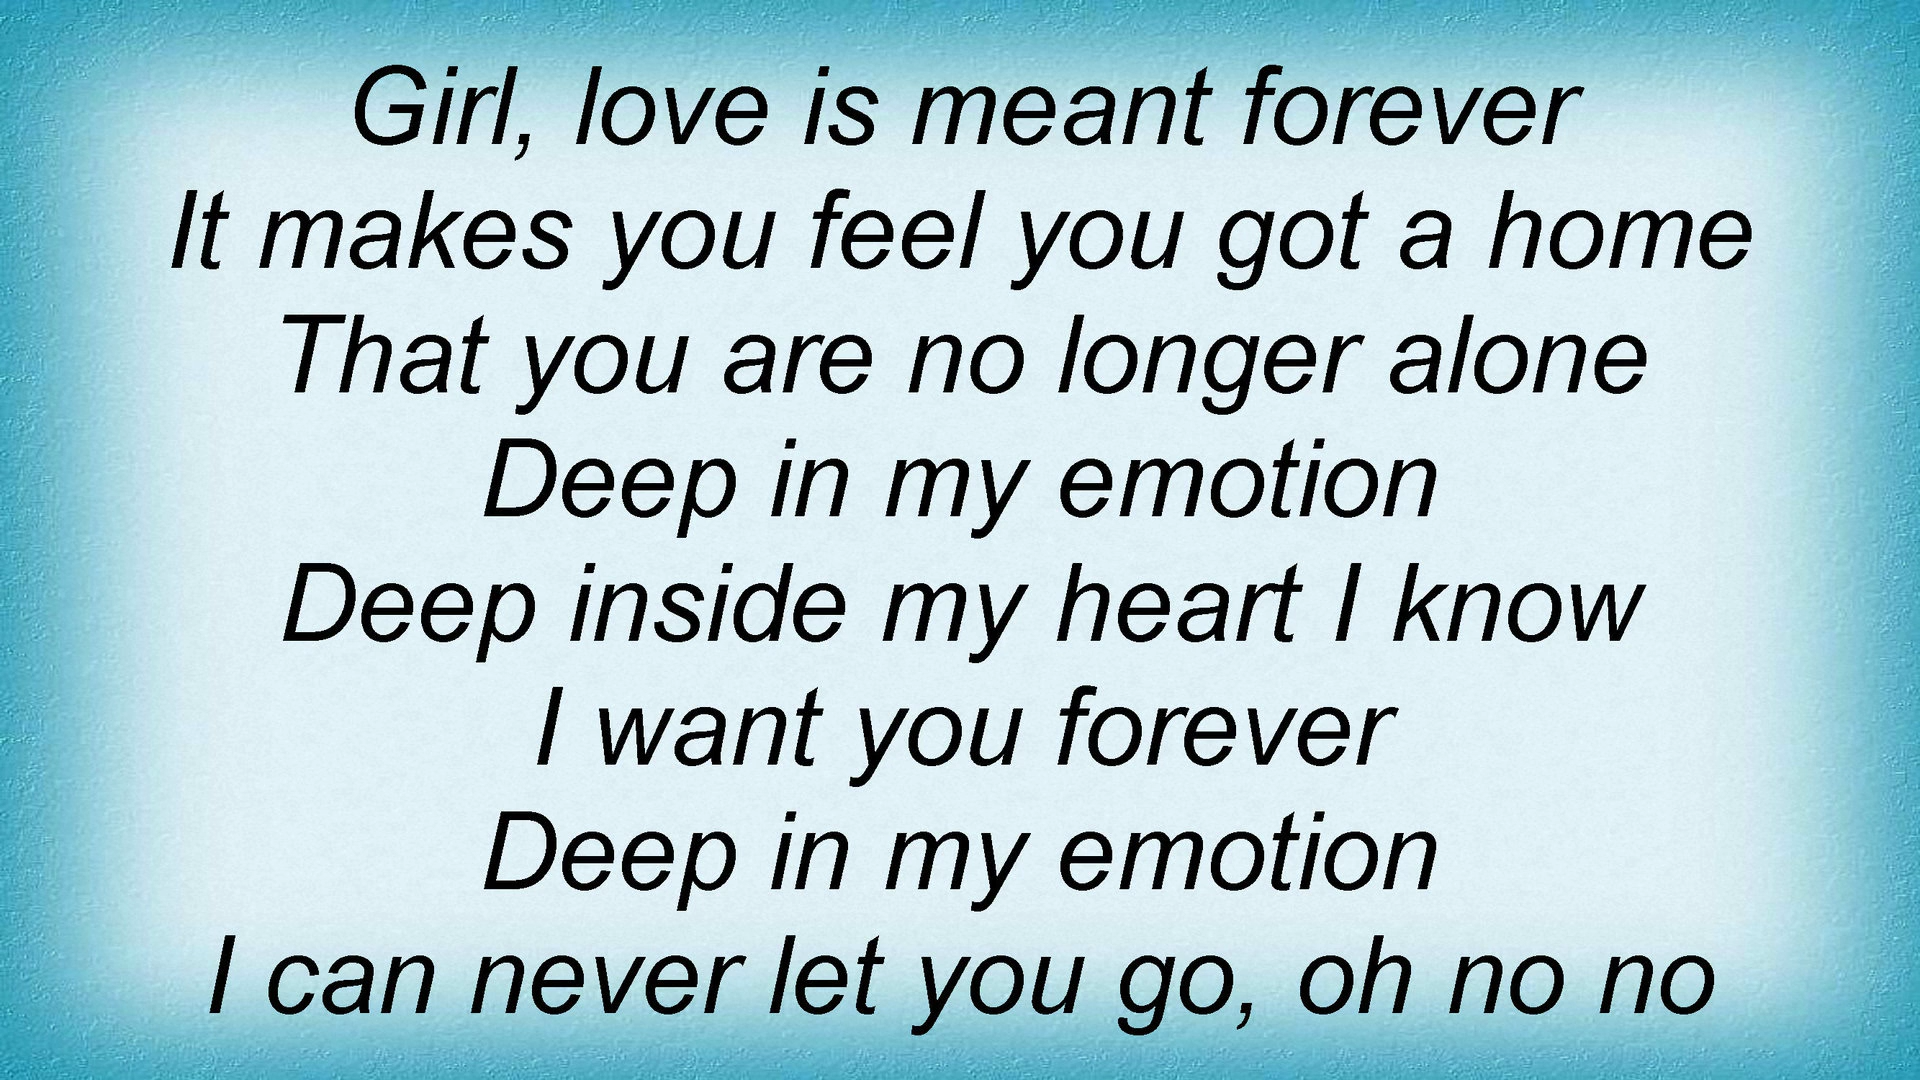 Girl, love is meant forever
It makes you feel you got a home
That you are no longer alone
Deep in my emotion
Deep inside my heart I know
I want you forever
Deep in my emotion
I can never let you go, oh no no